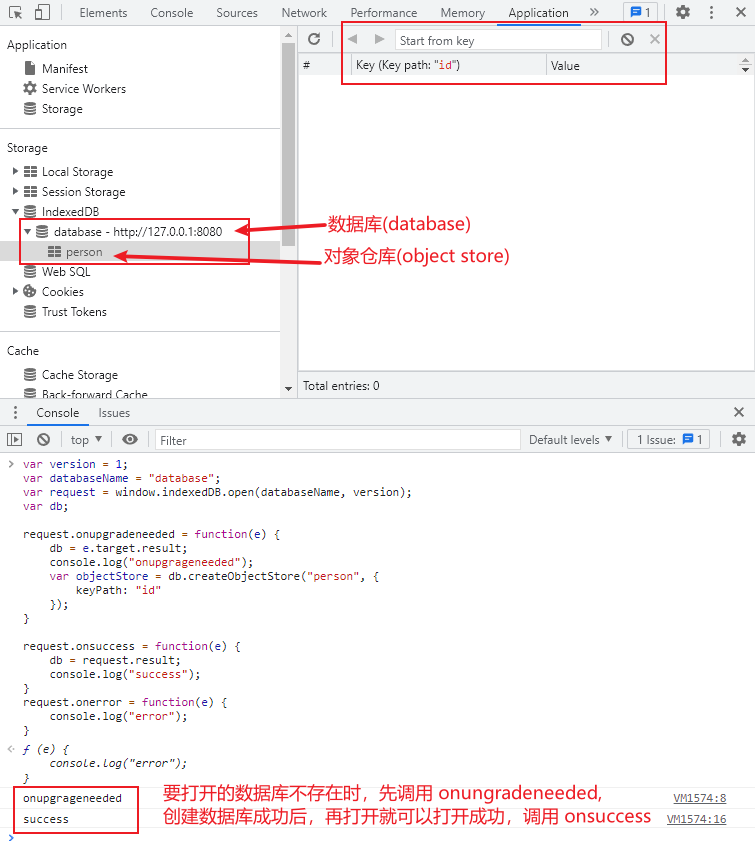 Elements Console Sources Network Performance Memory Application » 1
Application
Manifest
Service Workers
Storage
Storage
Local Storage
Session Storage
IndexedDB
database - http://127.0.0.1:8080
person
Web SQL
Cookies
Trust Tokens
Cache
Cache Storage
Back-forward Cache
Start from key
# Key (Key path: "id") Value
数据库(database)
对象仓库(object store)
Total entries: 0
Console Issues
top Filter Default levels 1 Issue: 1
var version = 1;
var databaseName = "database";
var request = window.indexedDB.open(databaseName, version);
var db;
request.onupgradeneeded = function(e) {
db = e.target.result;
console.log("onupgrageneeded");
var objectStore = db.createObjectStore("person", {
keyPath: "id"
});
}
request.onsuccess = function(e) {
db = request.result;
console.log("success");
}
request.onerror = function(e) {
console.log("error");
}
ƒ (e) {
console.log("error");
}
onupgrageneeded VM1574:8
success VM1574:16
要打开的数据库不存在时，先调用 onungradeneeded,
创建数据库成功后，再打开就可以打开成功，调用 onsuccess